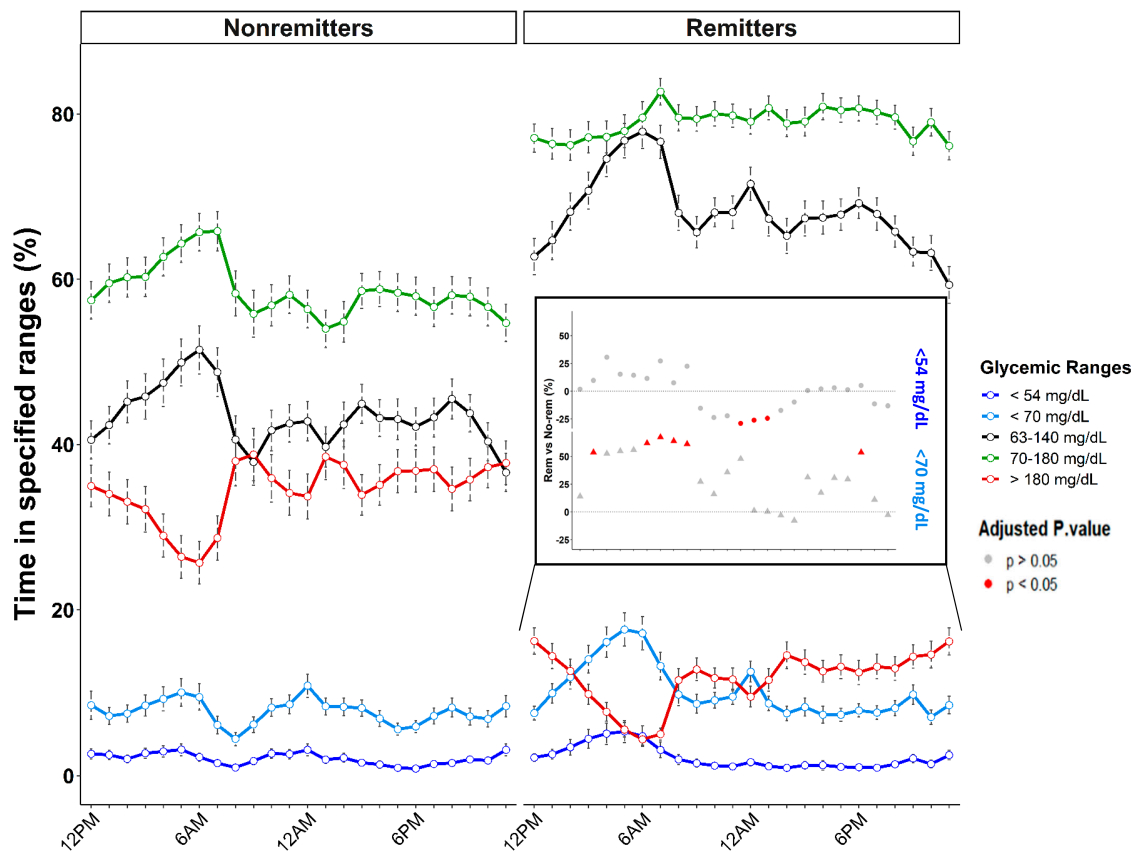 Nonremitters
Remitters
Time in specified ranges (%)
80
60
40
20
0
12PM
6AM
12AM
6PM
12PM
6AM
12AM
6PM
Rem vs No-rem (%)
50
25
0
-25
50
25
0
-25
<54 mg/dL
<70 mg/dL
Glycemic Ranges
< 54 mg/dL
< 70 mg/dL
63-140 mg/dL
70-180 mg/dL
> 180 mg/dL
Adjusted P.value
p > 0.05
p < 0.05